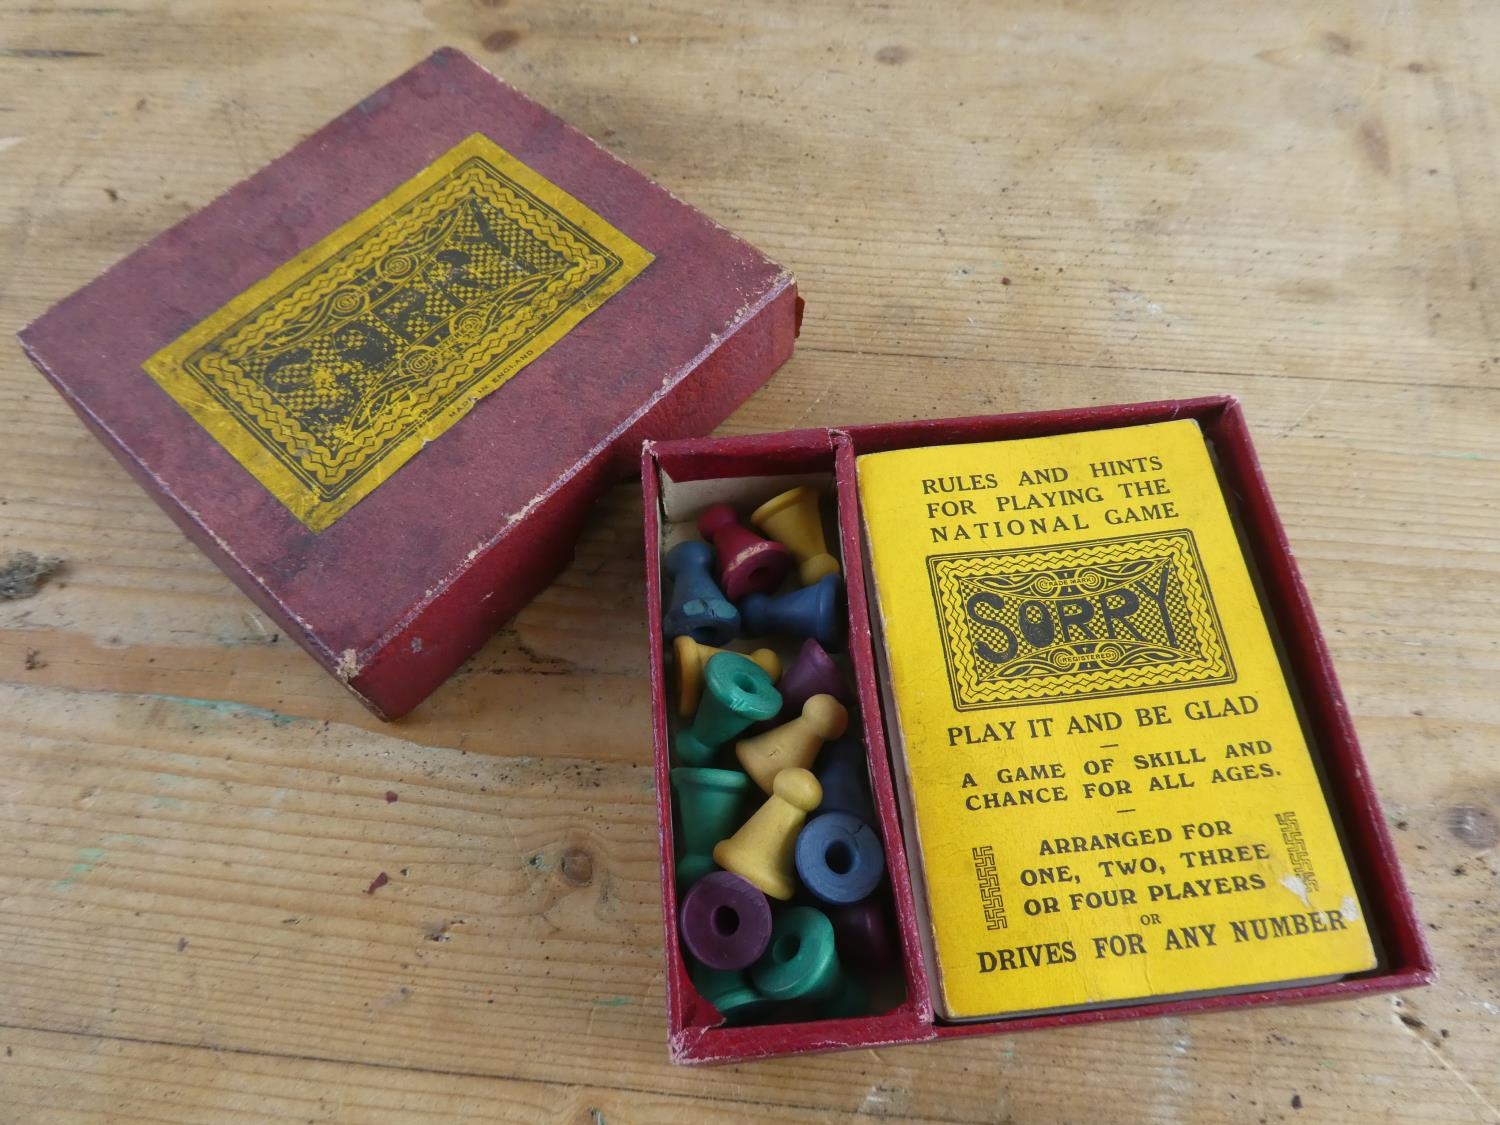 SORRY
REGISTERED
MADE IN ENGLAND
RULES AND HINTS
FOR PLAYING THE
NATIONAL GAME
TRADE MARK
SORRY
REGISTERED
PLAY IT AND BE GLAD
A GAME OF SKILL AND
CHANCE FOR ALL AGES.
ARRANGED FOR
ONE, TWO, THREE
OR FOUR PLAYERS
OR
DRIVES FOR ANY NUMBER